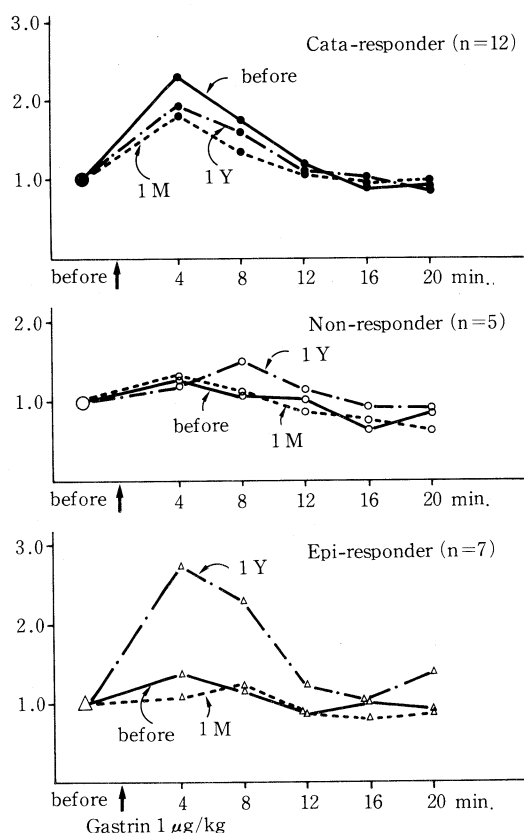 3.0
Cata-responder (n=12)
before
2.0
1.0
1 M
1 Y
before 4 8 12 16 20 min..
2.0
Non-responder (n=5)
1 Y
1.0
before
1 M
before 4 8 12 16 20 min.
3.0
Epi-responder (n=7)
1 Y
2.0
1.0
before
1 M
before 4 8 12 16 20 min.
Gastrin 1 μg/kg